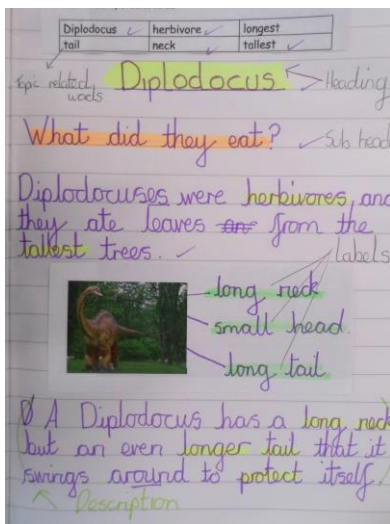 Diplodocus ✓ herbivore ✓ longest
tail neck ✓ tallest ✓
Topic related words
Diplodocus
Heading
What did they eat?
✓ Sub head
Diplodocuses were herbivores, and
they ate leaves from the
tallest trees. ✓
Labels
long neck
small head
long tail
A Diplodocus has a long neck
but an even longer tail that it
swings around to protect itself.
Description